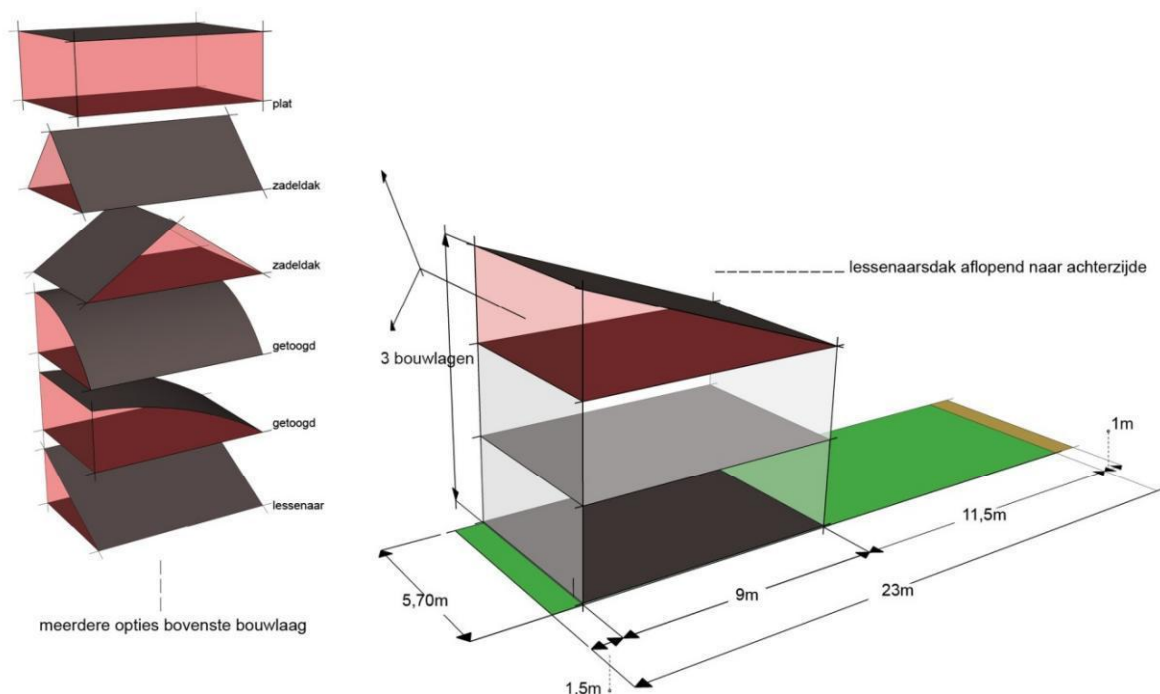 plat
zadeldak
zadeldak
getoogd
getoogd
lessenaar
meerdere opties bovenste bouwlaag
lessenaarsdak aflopend naar achterzijde
3 bouwlagen
1m
11,5m
23m
9m
5,70m
1,5m